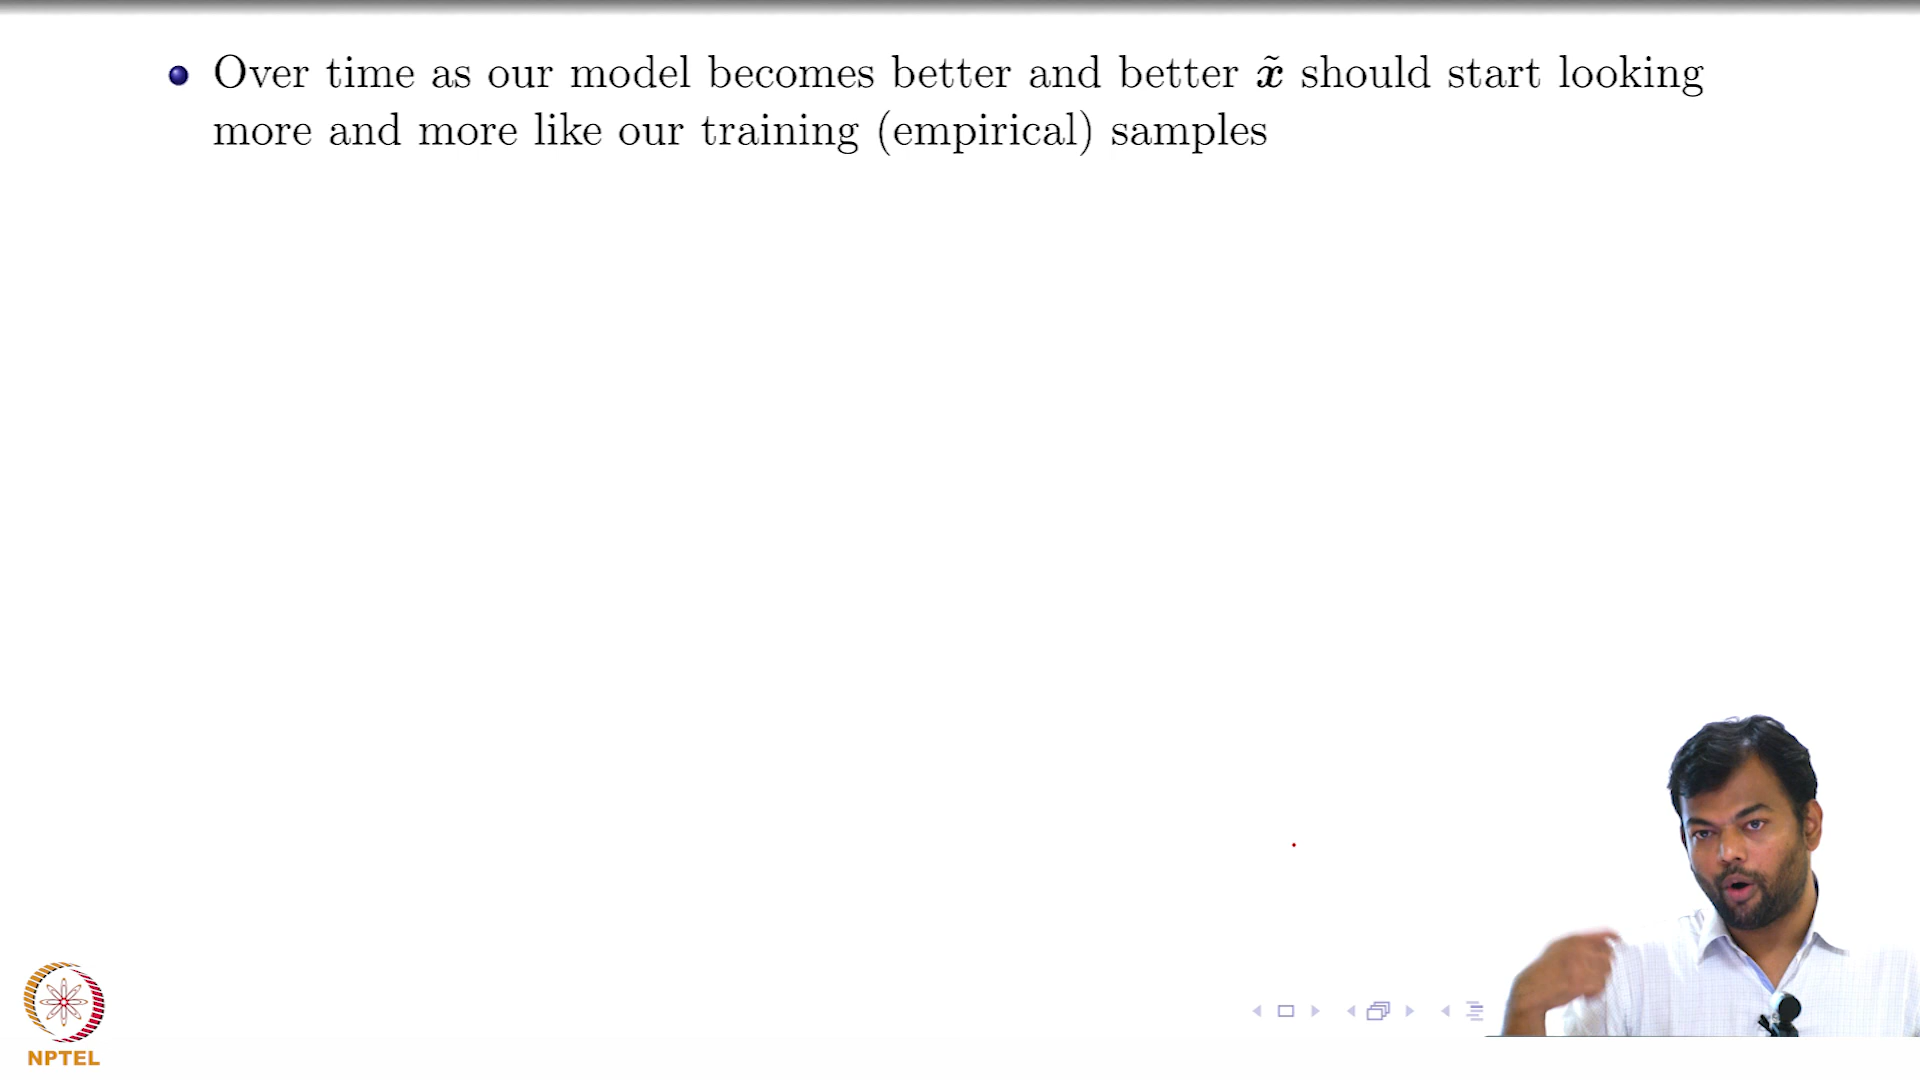 Over time as our model becomes better and better x̃ should start looking
more and more like our training (empirical) samples
NPTEL